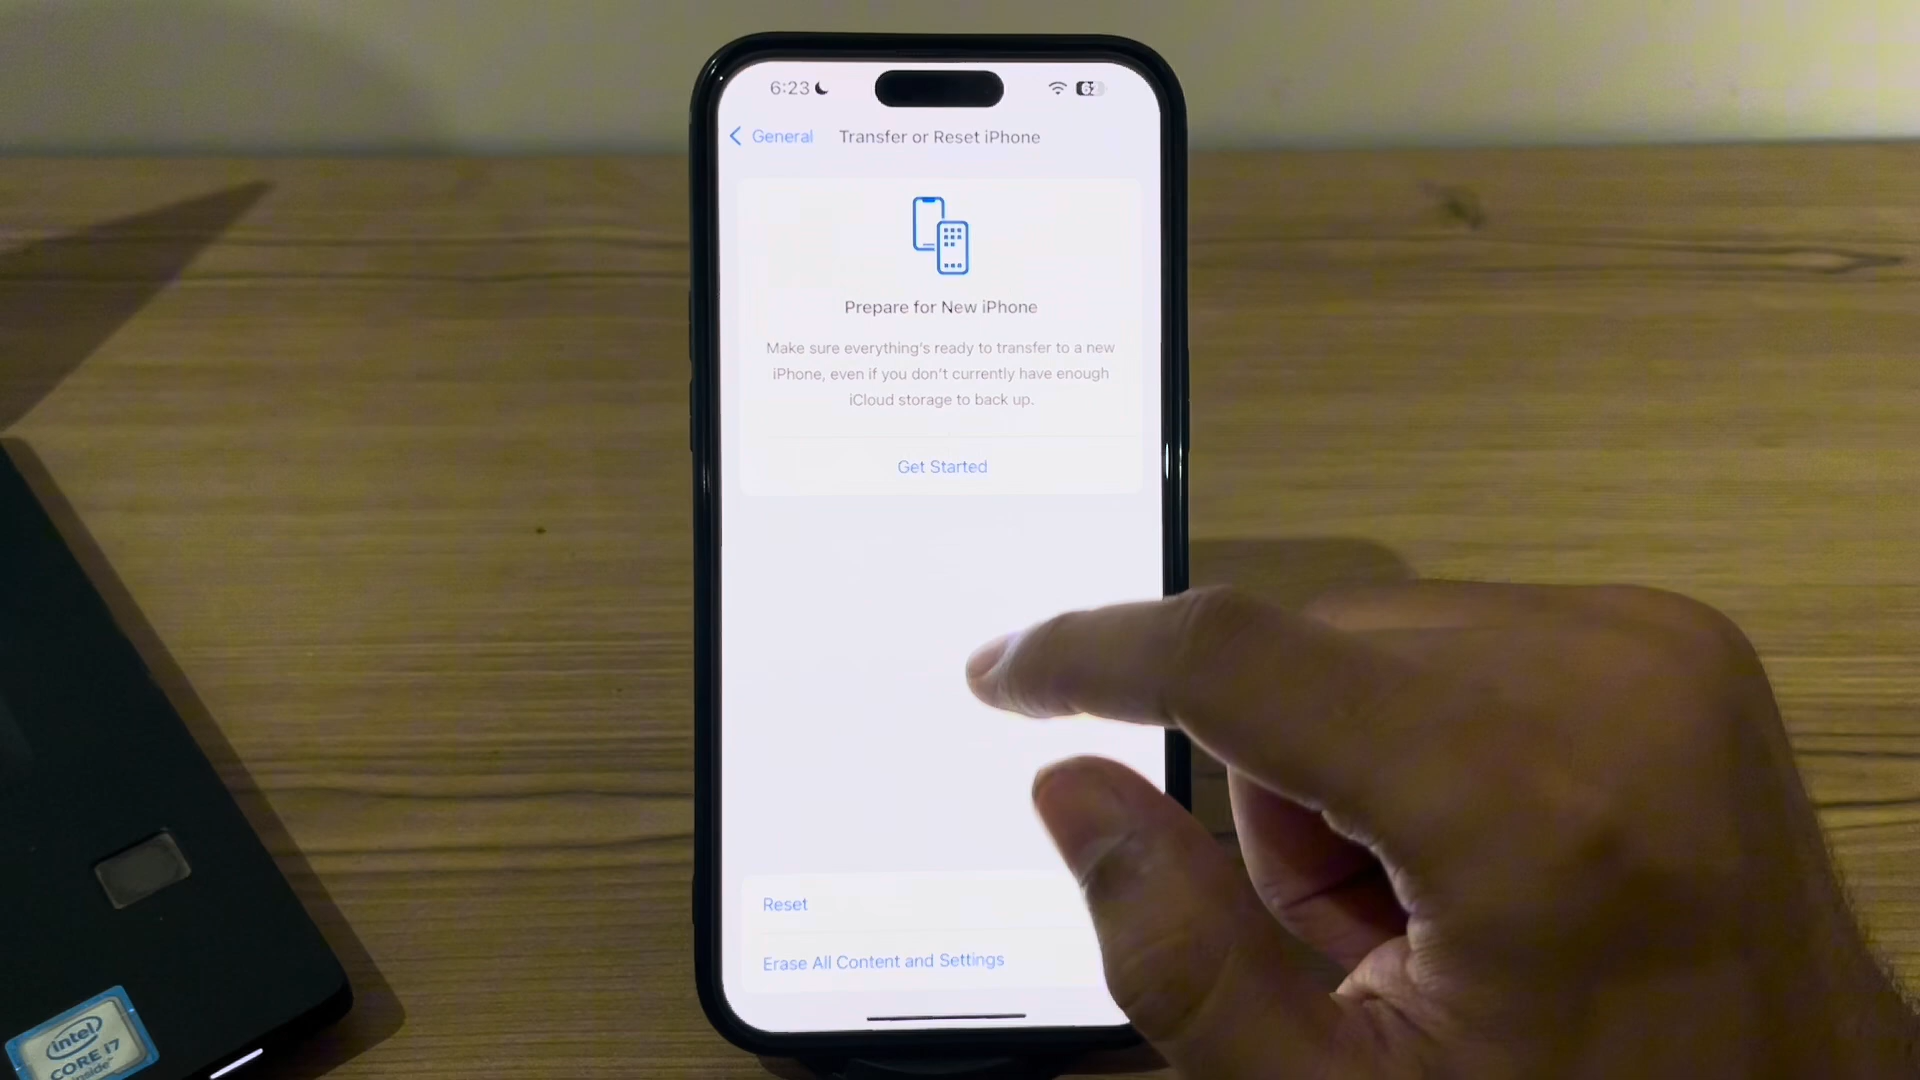 6:23
62
General
Transfer or Reset iPhone
Prepare for New iPhone
Make sure everything's ready to transfer to a new
iPhone, even if you don't currently have enough
iCloud storage to back up.
Get Started
Reset
Erase All Content and Settings
intel
CORE i7
inside™